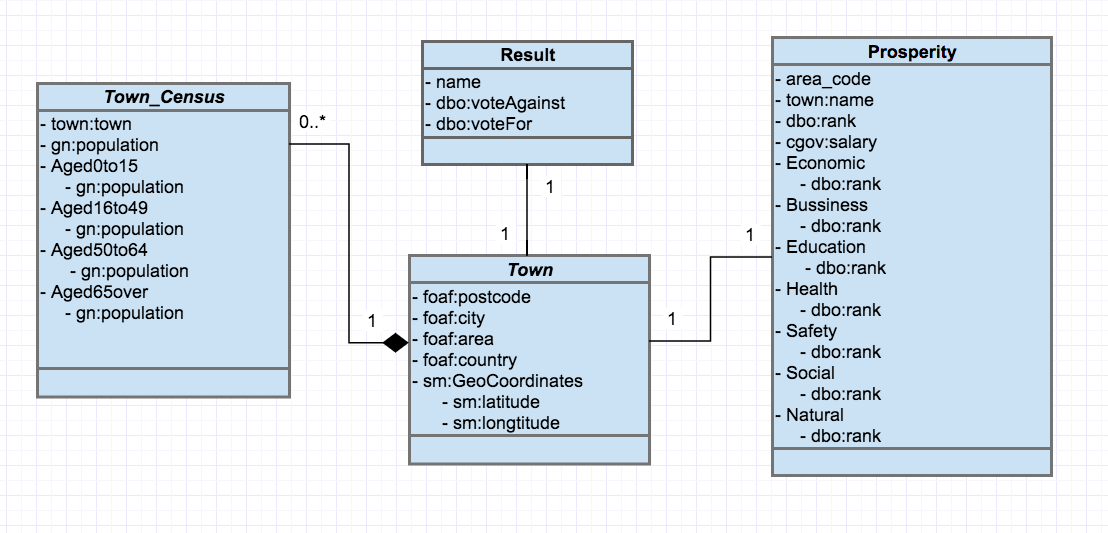 Town_Census
- town:town
- gn:population
- Aged0to15
- gn:population
- Aged16to49
- gn:population
- Aged50to64
- gn:population
- Aged65over
- gn:population
0..*
1
Result
- name
- dbo:voteAgainst
- dbo:voteFor
1
1
Town
- foaf:postcode
- foaf:city
- foaf:area
- foaf:country
- sm:GeoCoordinates
- sm:latitude
- sm:longtitude
1
1
Prosperity
- area_code
- town:name
- dbo:rank
- cgov:salary
- Economic
- dbo:rank
- Bussiness
- dbo:rank
- Education
- dbo:rank
- Health
- dbo:rank
- Safety
- dbo:rank
- Social
- dbo:rank
- Natural
- dbo:rank